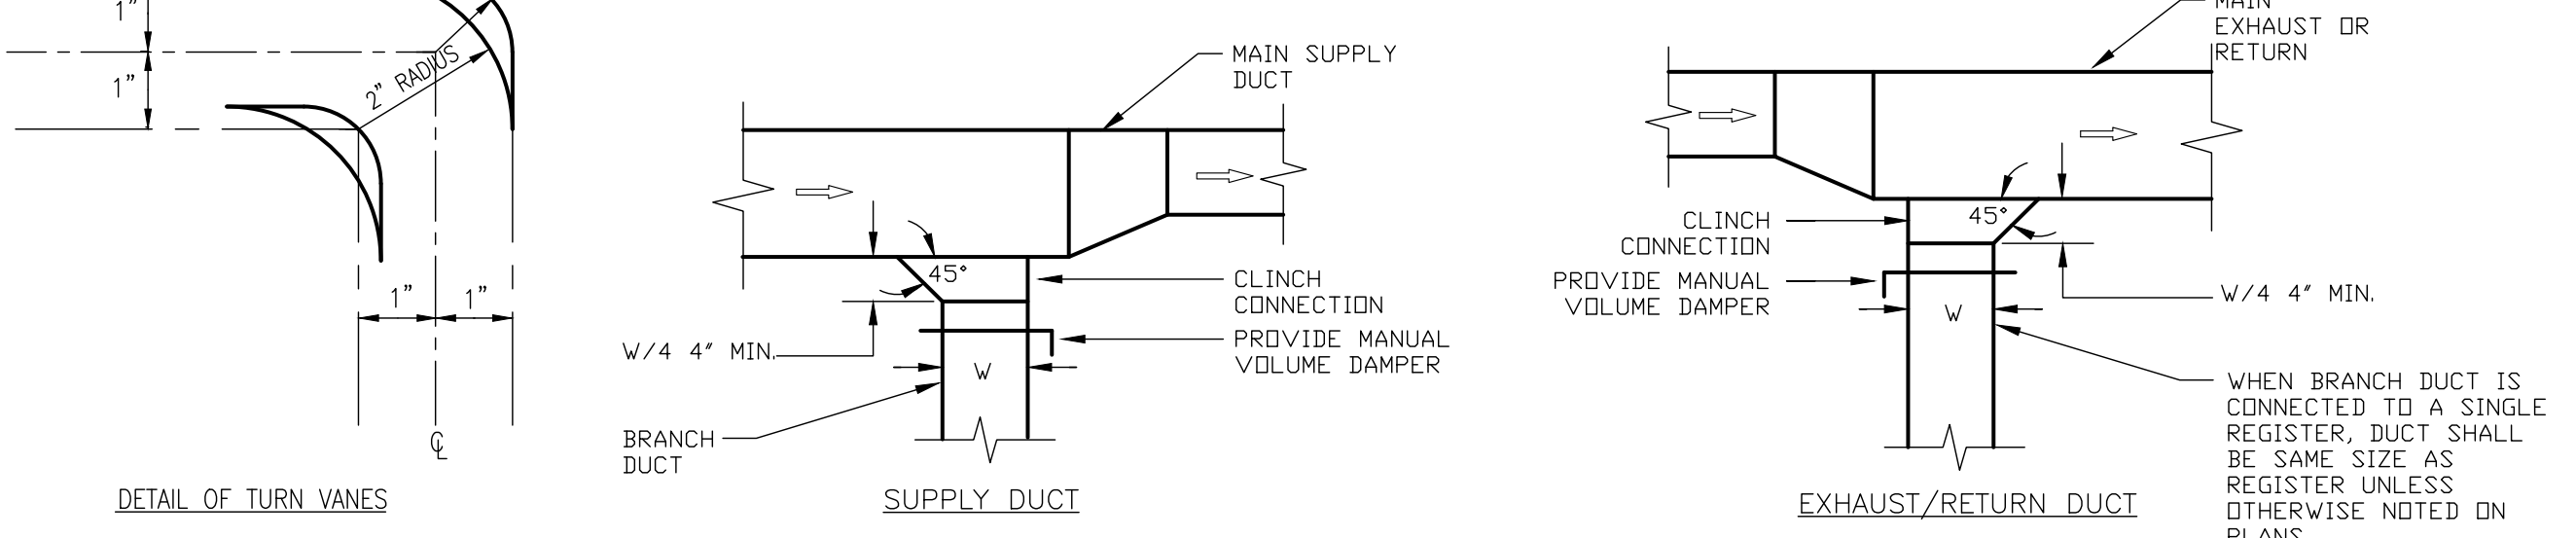 1"
1"
2" RADIUS
1"
1"
℄
DETAIL OF TURN VANES
MAIN SUPPLY
DUCT
45°
CLINCH
CONNECTION
W/4 4" MIN.
PROVIDE MANUAL
VOLUME DAMPER
W
BRANCH
DUCT
SUPPLY DUCT
MAIN
EXHAUST OR
RETURN
45°
CLINCH
CONNECTION
PROVIDE MANUAL
VOLUME DAMPER
W/4 4" MIN.
W
WHEN BRANCH DUCT IS
CONNECTED TO A SINGLE
REGISTER, DUCT SHALL
BE SAME SIZE AS
REGISTER UNLESS
OTHERWISE NOTED ON
PLANS
EXHAUST/RETURN DUCT